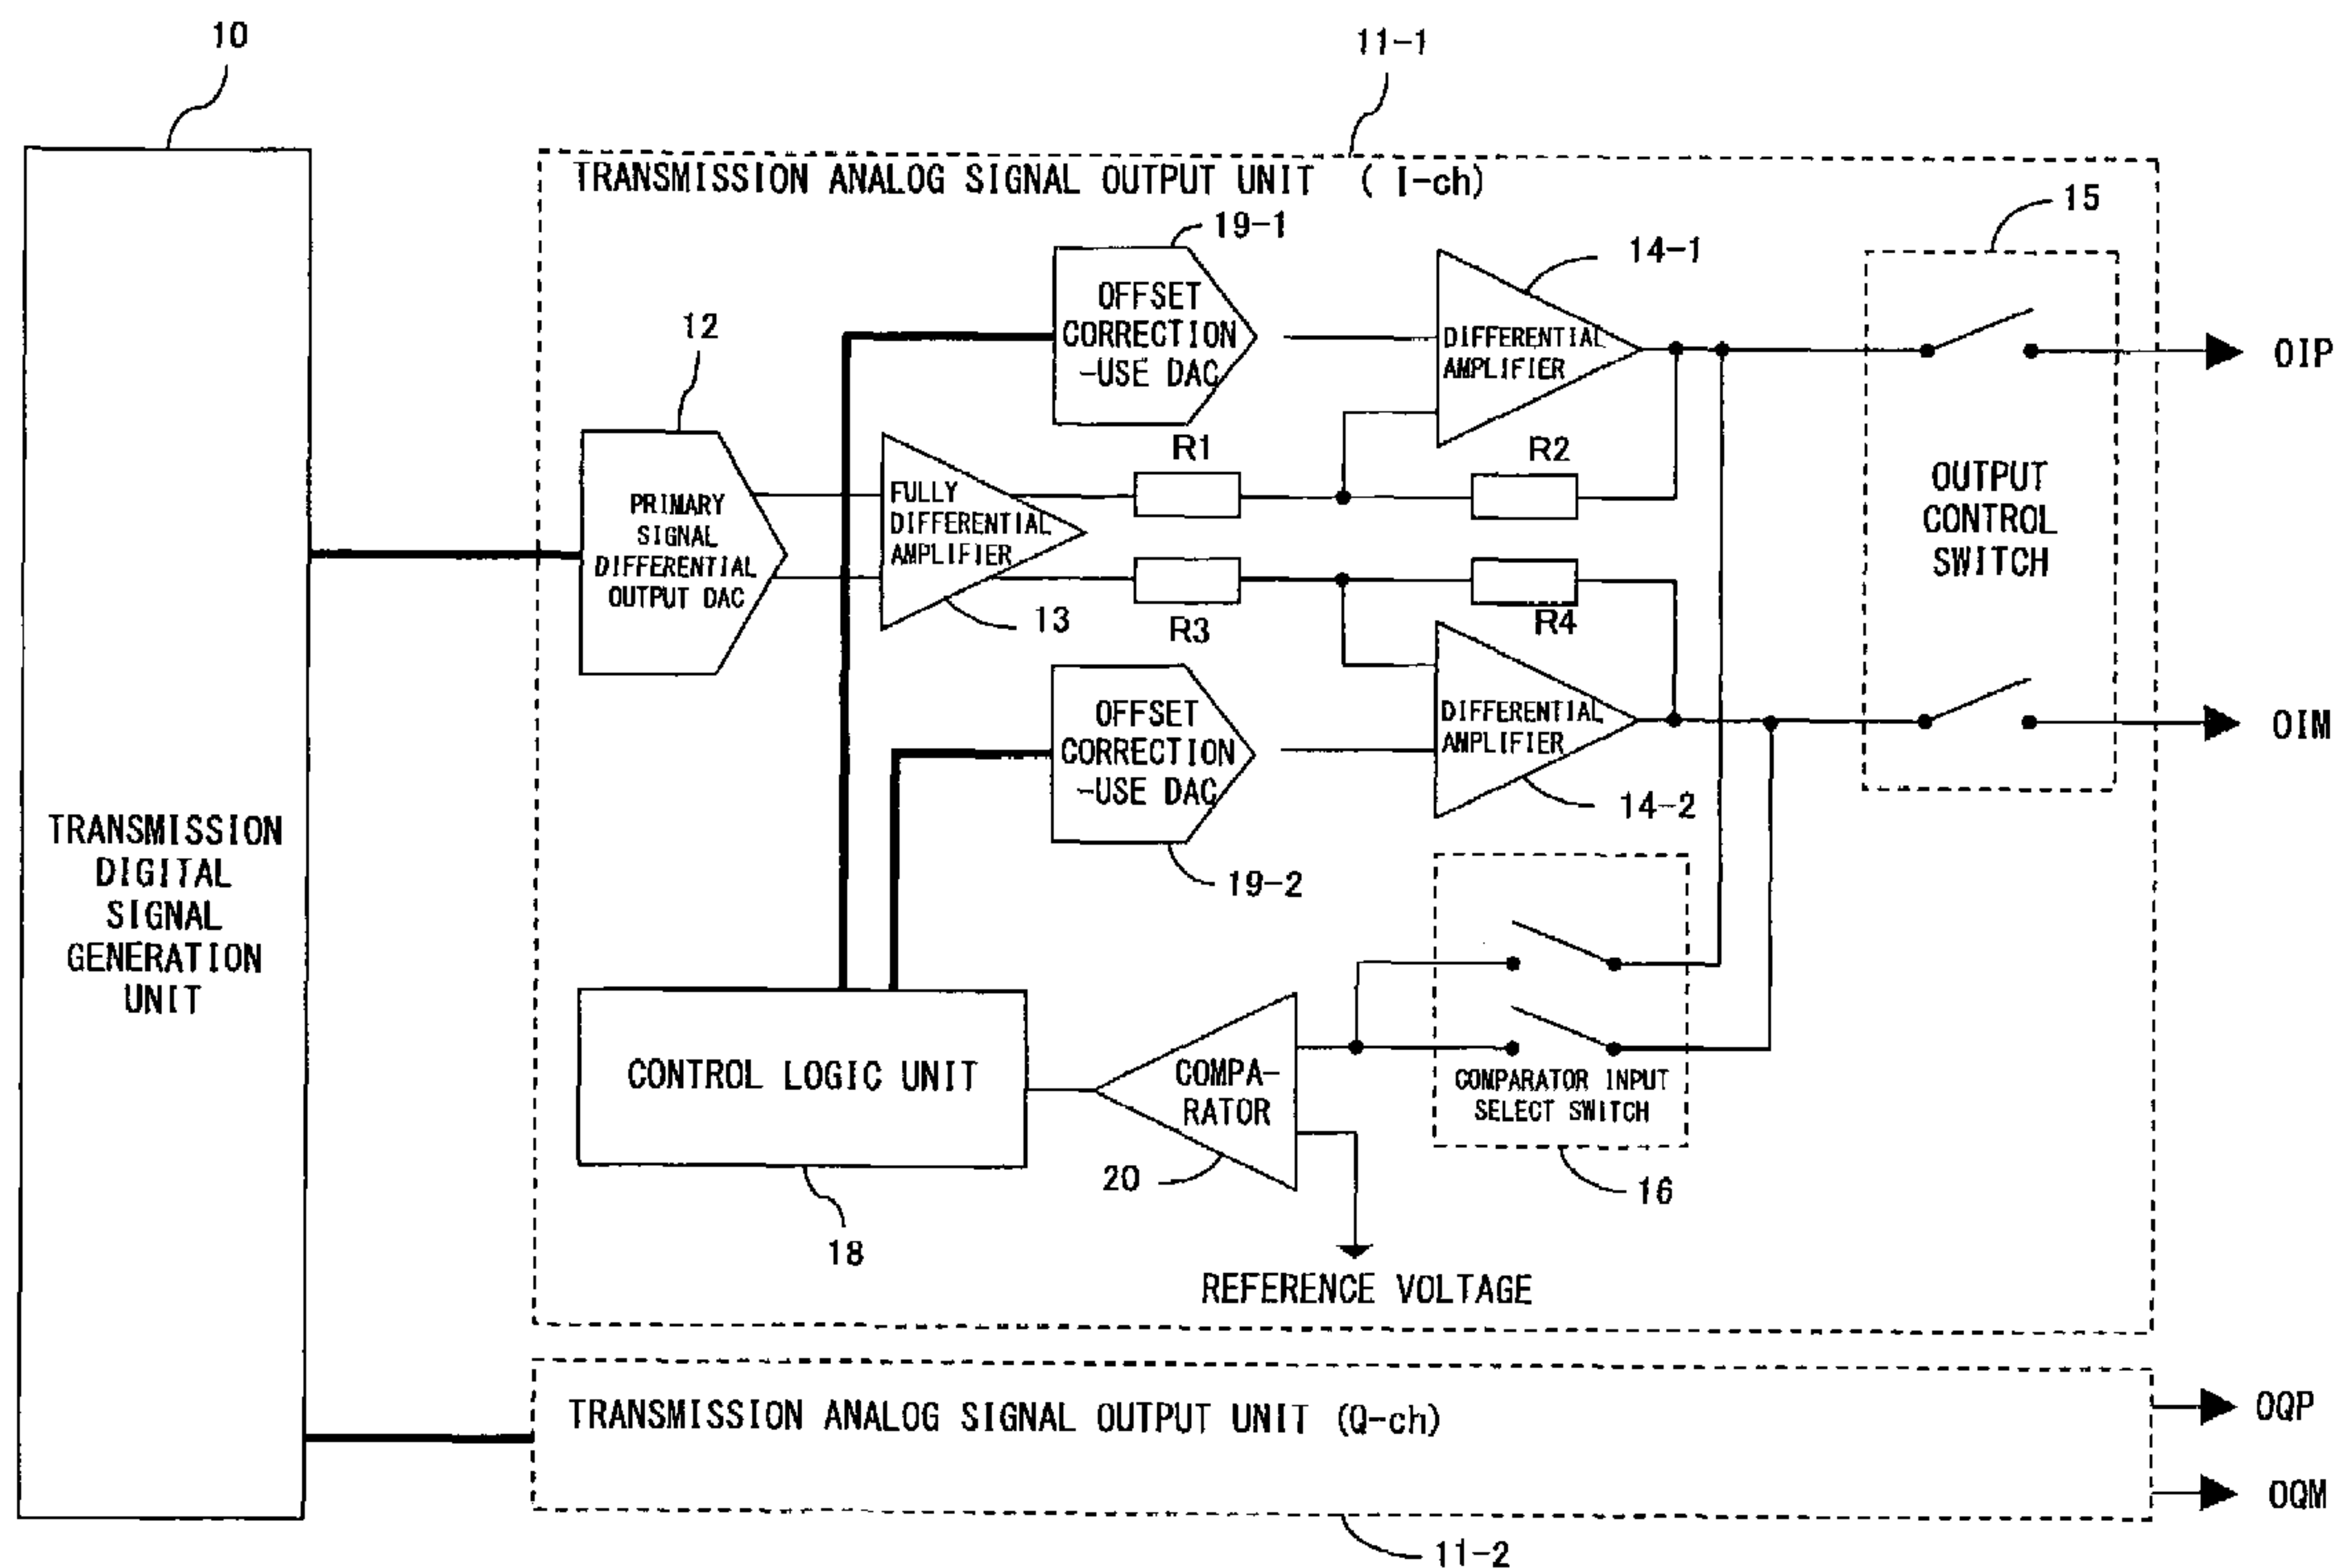 10
11-1
TRANSMISSION ANALOG SIGNAL OUTPUT UNIT ( I-ch)
19-1
14-1
15
12
OFFSET
CORRECTION
-USE DAC
DIFFERENTIAL
AMPLIFIER
OIP
R1
R2
PRIMARY
SIGNAL
DIFFERENTIAL
OUTPUT DAC
FULLY
DIFFERENTIAL
AMPLIFIER
OUTPUT
CONTROL
SWITCH
13
R3
R4
OFFSET
CORRECTION
-USE DAC
DIFFERENTIAL
AMPLIFIER
OIM
14-2
19-2
TRANSMISSION
DIGITAL
SIGNAL
GENERATION
UNIT
CONTROL LOGIC UNIT
COMPA-
RATOR
COMPARATOR INPUT
SELECT SWITCH
20
16
18
REFERENCE VOLTAGE
TRANSMISSION ANALOG SIGNAL OUTPUT UNIT (Q-ch)
OQP
OQM
11-2